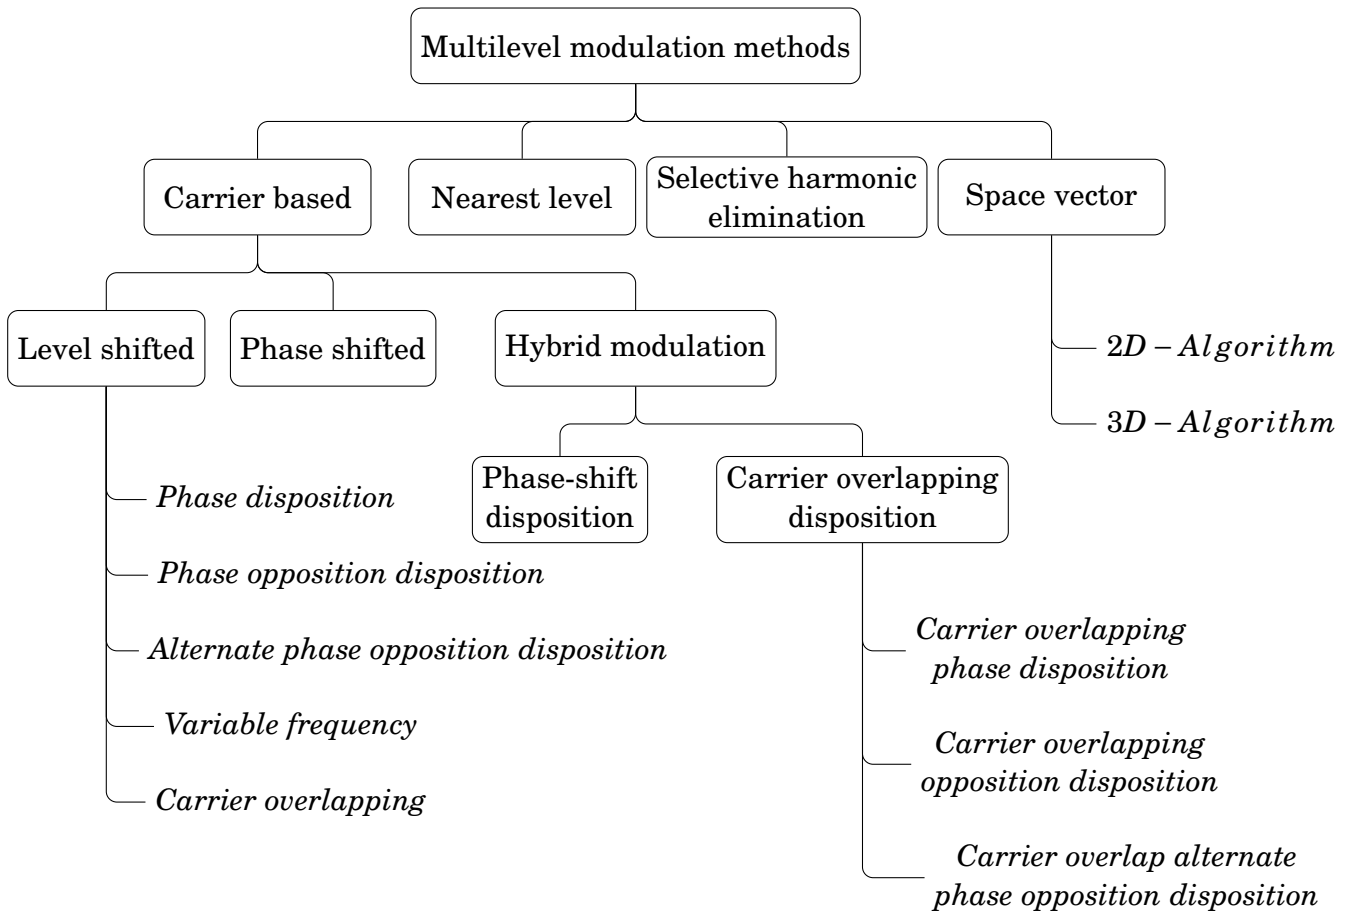 Multilevel modulation methods
Carrier based
Nearest level
Selective harmonic
elimination
Space vector
Level shifted
Phase shifted
Hybrid modulation
2D – Algorithm
3D – Algorithm
Phase disposition
Phase opposition disposition
Alternate phase opposition disposition
Variable frequency
Carrier overlapping
Phase-shift
disposition
Carrier overlapping
disposition
Carrier overlapping
phase disposition
Carrier overlapping
opposition disposition
Carrier overlap alternate
phase opposition disposition